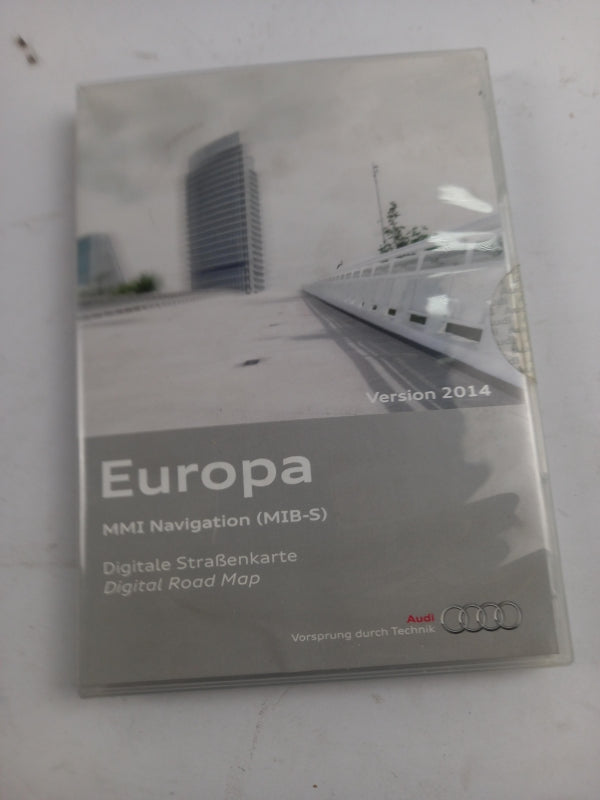 Version 2014
Europa
MMI Navigation (MIB-S)
Digitale Straßenkarte
Digital Road Map
Audi
Vorsprung durch Technik